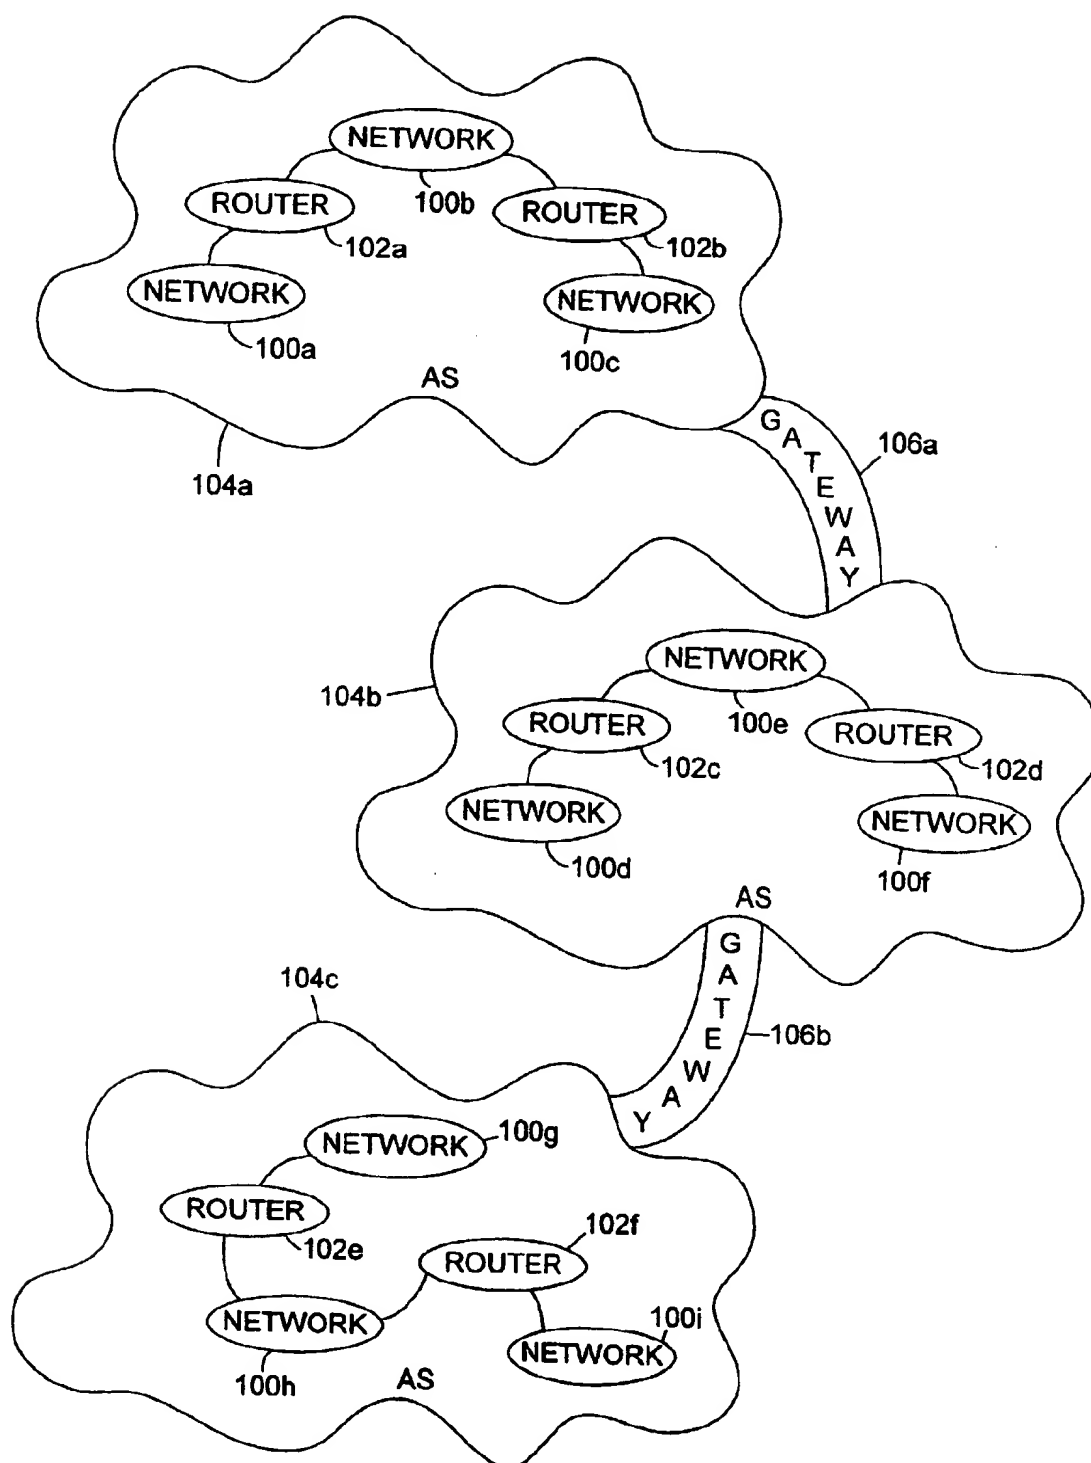 NETWORK
100b
ROUTER
102a
ROUTER
102b
NETWORK
100a
NETWORK
100c
AS
104a
GATEWAY
106a
104b
NETWORK
100e
ROUTER
102c
ROUTER
102d
NETWORK
100d
NETWORK
100f
AS
GATEWAY
106b
104c
NETWORK
100g
ROUTER
102e
ROUTER
102f
NETWORK
100h
NETWORK
100i
AS